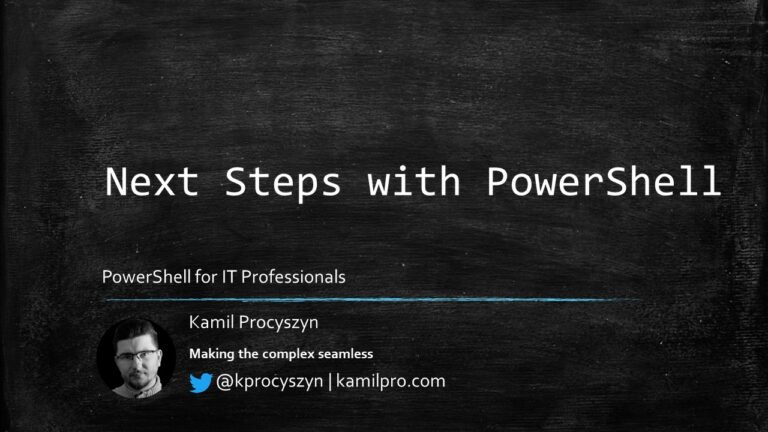 Next Steps with PowerShell
PowerShell for IT Professionals
Kamil Procyszyn
Making the complex seamless
@kprocyszyn | kamilpro.com